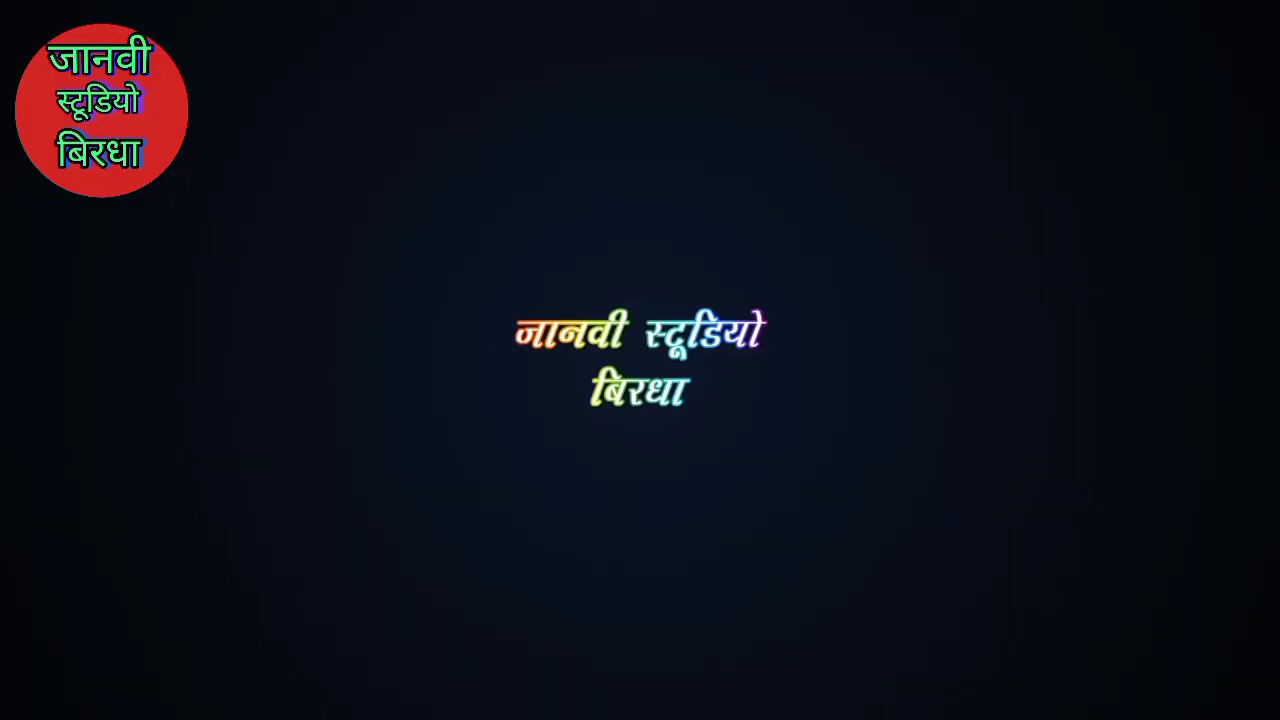 जानवी
स्टूडियो
बिरधा
जानवी स्टूडियो
बिरधा